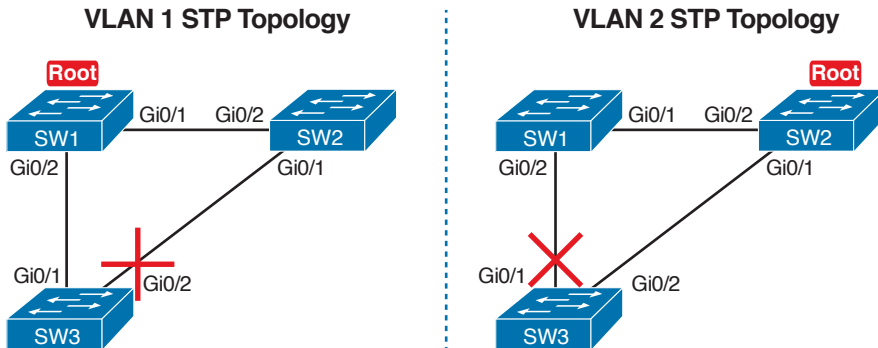 VLAN 1 STP Topology
Root
SW1
Gi0/1
Gi0/2
SW2
Gi0/2
Gi0/1
Gi0/1
Gi0/2
SW3
VLAN 2 STP Topology
Root
SW1
Gi0/1
Gi0/2
SW2
Gi0/2
Gi0/1
Gi0/1
Gi0/2
SW3